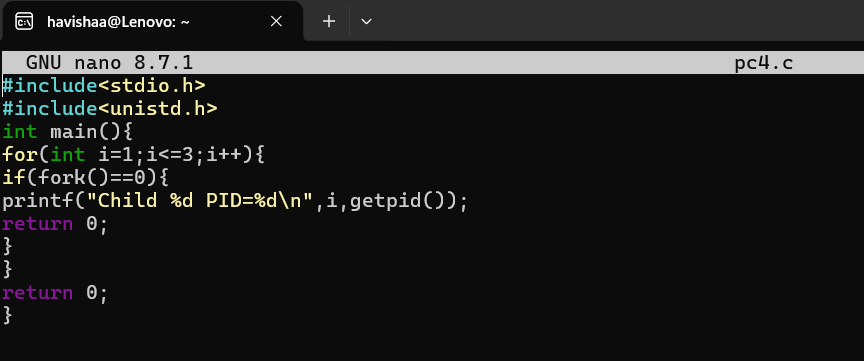 havishaa@Lenovo: ~
GNU nano 8.7.1 pc4.c
#include<stdio.h>
#include<unistd.h>
int main(){
for(int i=1;i<=3;i++){
if(fork()==0){
printf("Child %d PID=%d\n",i,getpid());
return 0;
}
}
return 0;
}